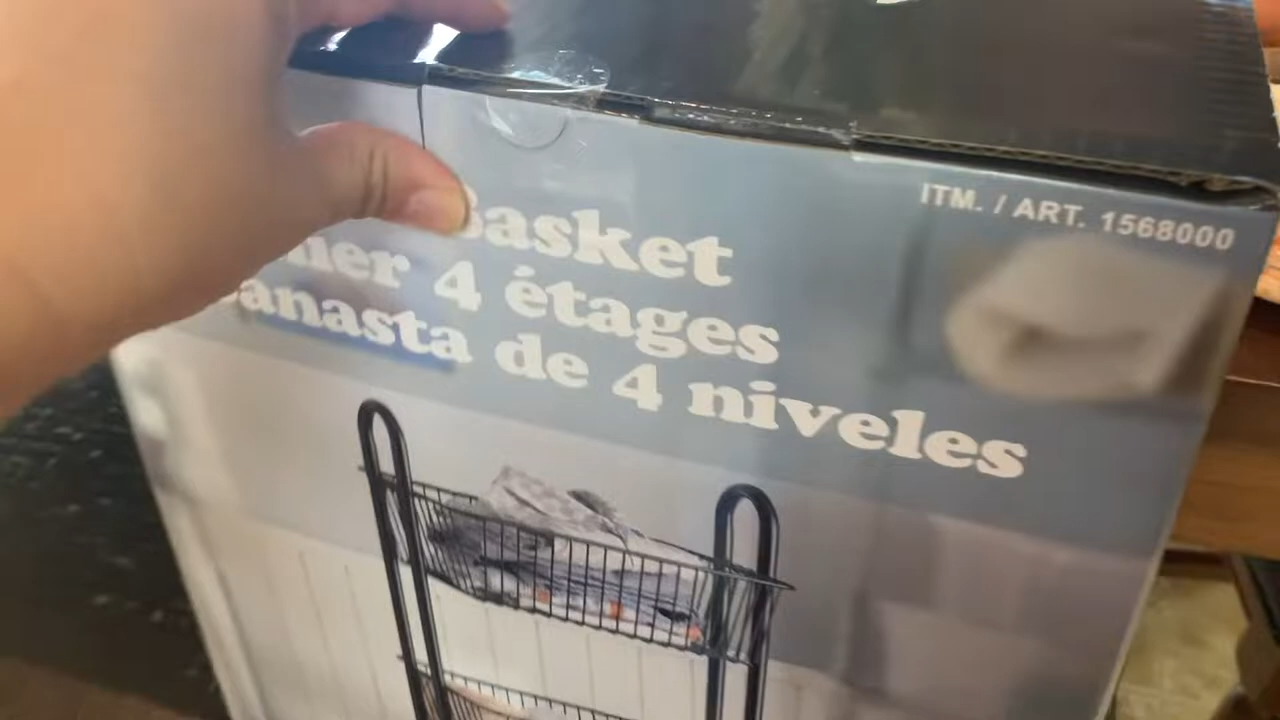 ITM. / ART. 1568000
Basket
4 étages
anasta de 4 niveles